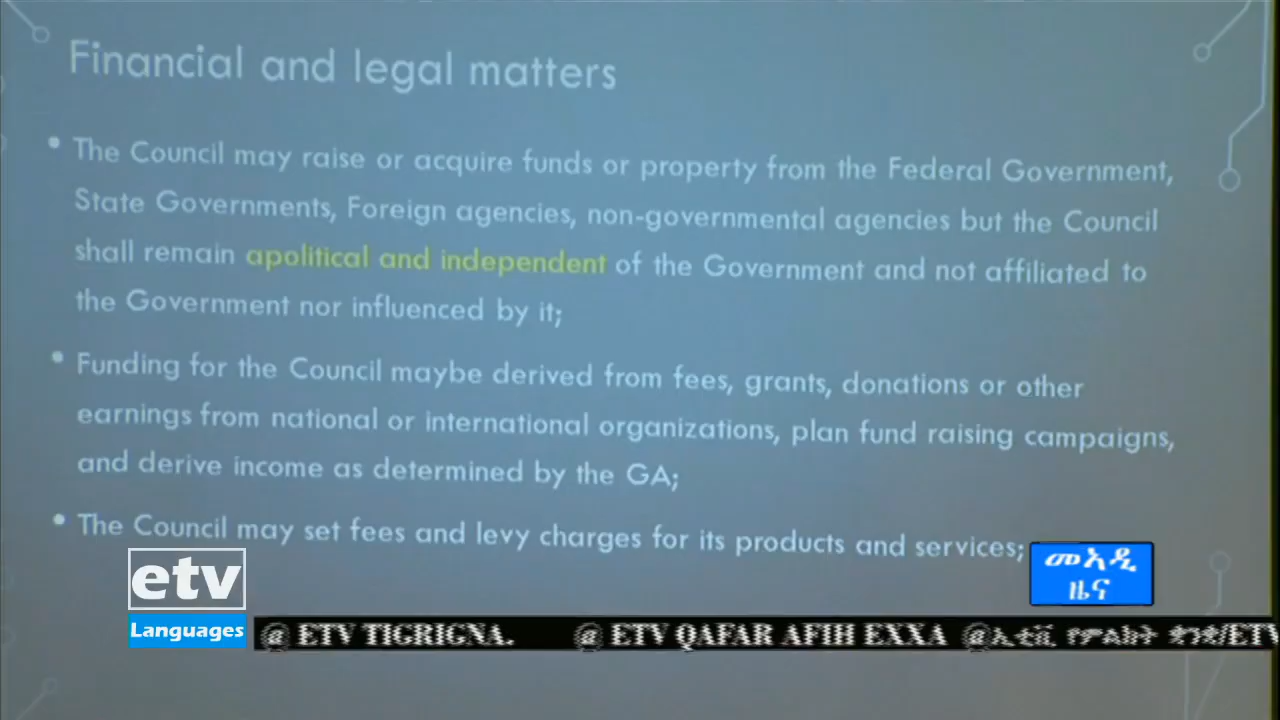 Financial and legal matters
• The Council may raise or acquire funds or property from the Federal Government,
State Governments, Foreign agencies, non-governmental agencies but the Council
shall remain apolitical and independent of the Government and not affiliated to
the Government nor influenced by it;
• Funding for the Council maybe derived from fees, grants, donations or other
earnings from national or international organizations, plan fund raising campaigns,
and derive income as determined by the GA;
• The Council may set fees and levy charges for its products and services;
መአዲ
ዜና
etv
Languages
@ ETV TIGRIGNA. @ ETV QAFAR AFIH EXXA @ኢቲቪ የምልክት ቋንቋ/ETV